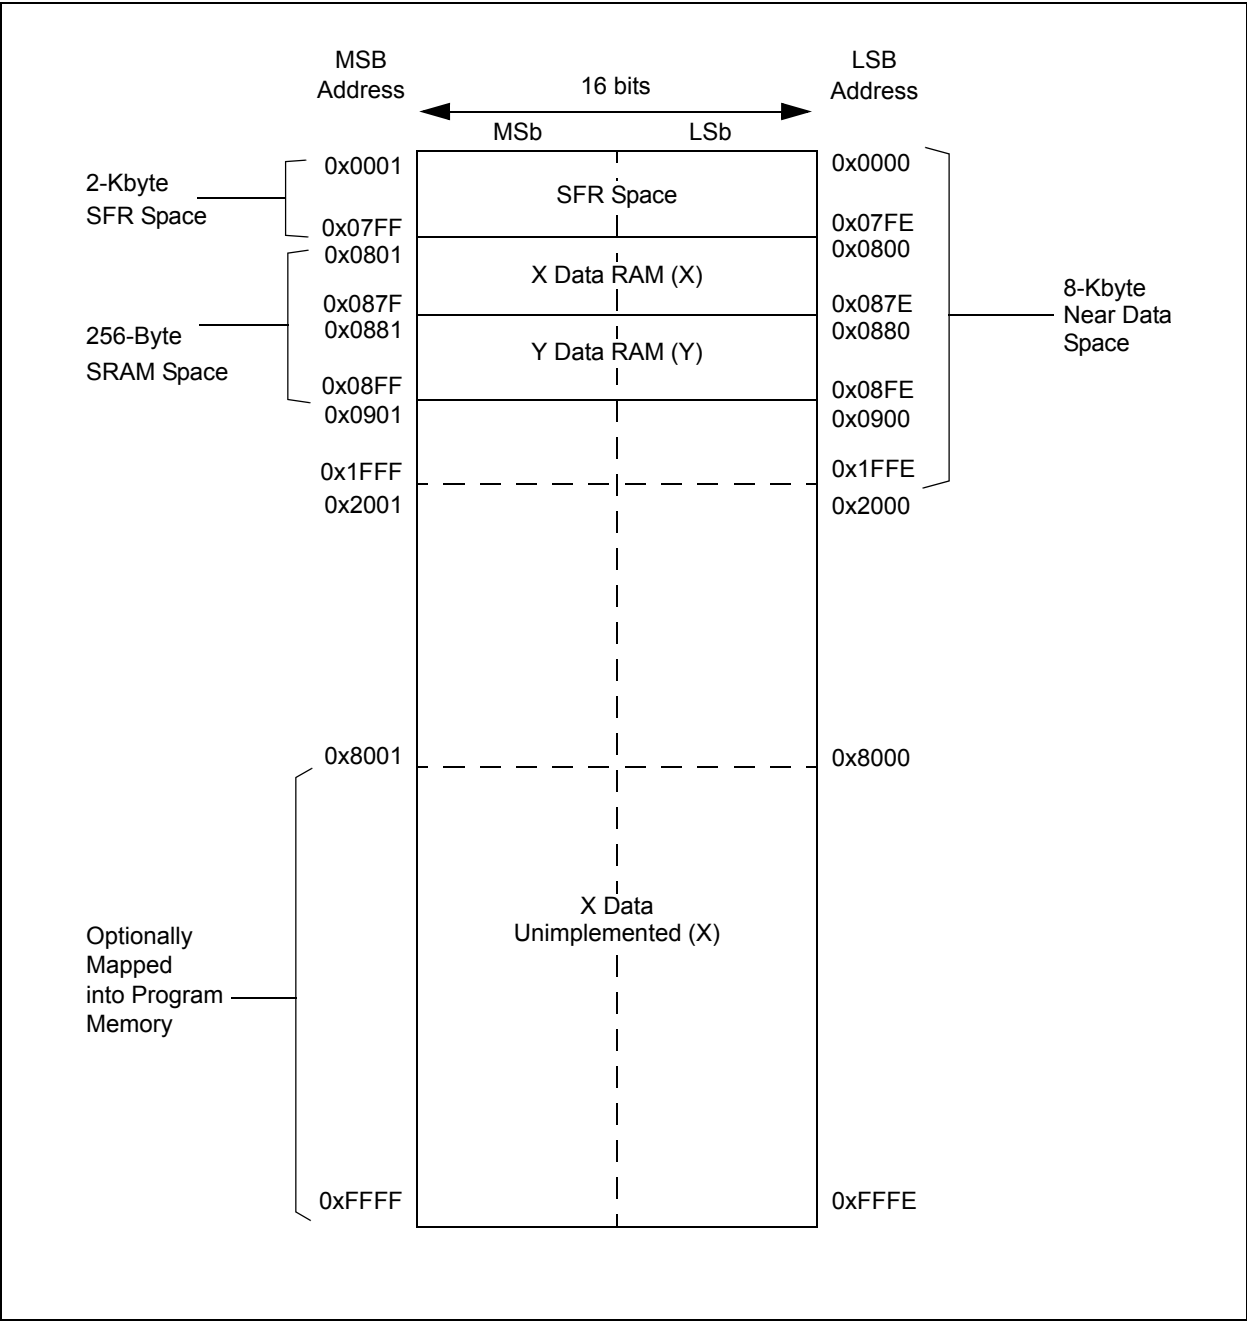 MSB
Address
16 bits
LSB
Address
MSb
LSb
0x0001
0x0000
2-Kbyte
SFR Space
SFR Space
0x07FF
0x07FE
0x0801
0x0800
X Data RAM (X)
0x087F
0x087E
256-Byte
SRAM Space
0x0881
0x0880
Y Data RAM (Y)
8-Kbyte
Near Data
Space
0x08FF
0x08FE
0x0901
0x0900
0x1FFF
0x1FFE
0x2001
0x2000
0x8001
0x8000
X Data
Unimplemented (X)
Optionally
Mapped
into Program
Memory
0xFFFF
0xFFFE